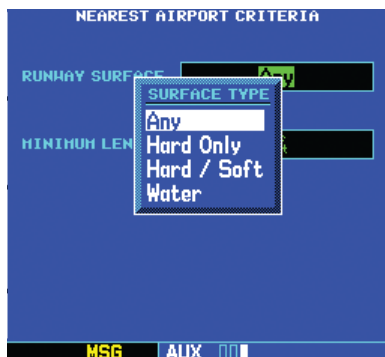 NEAREST AIRPORT CRITERIA
RUNWAY SURFACE Any
SURFACE TYPE
Any
Hard Only
MINIMUM LEN
Hard / Soft
Water
MSG AUX